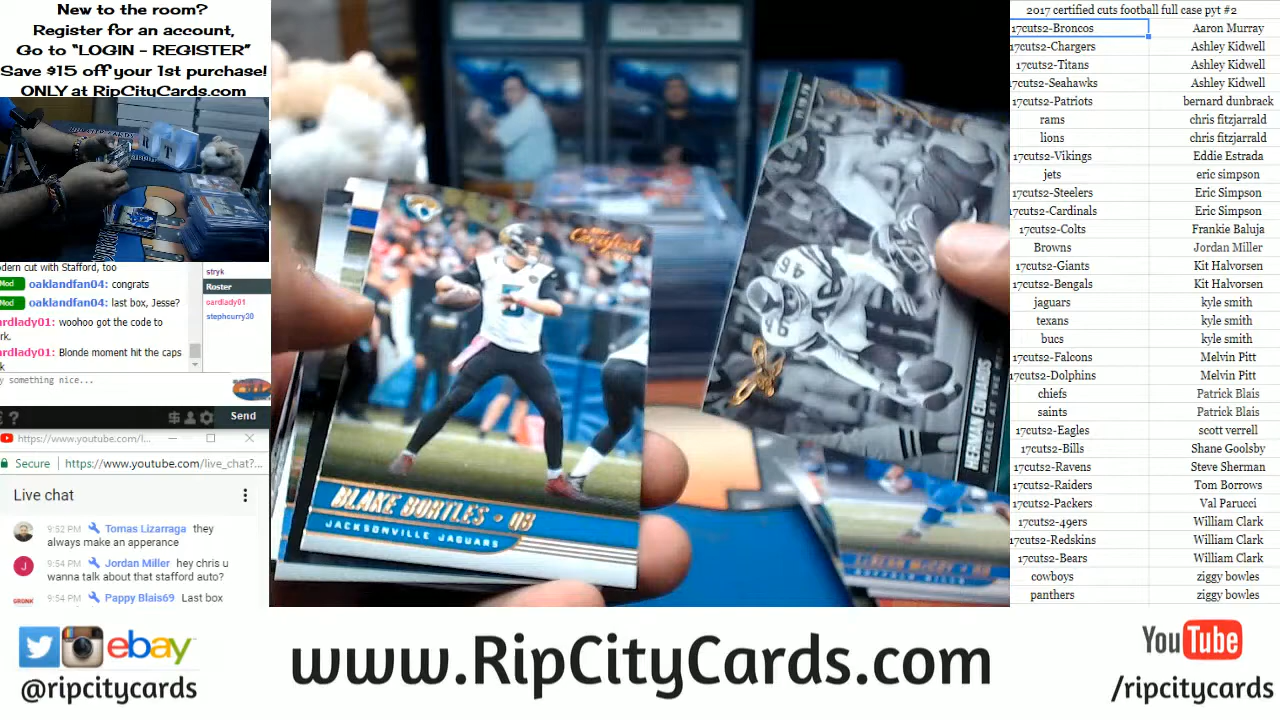 New to the room?
Register for an account,
Go to "LOGIN - REGISTER"
Save $15 off your 1st purchase!
ONLY at RipCityCards.com
odern cut with Stafford, too
Mod oaklandfan04: congrats
Mod oaklandfan04: last box, Jesse?
ardlady01: woohoo got the code to
rk.
ardlady01: Blonde moment hit the caps
k
y something nice...
stryk
Roster
cardlady01
stephcurry30
Send
https://www.youtube.com/l...
Secure https://www.youtube.com/live_chat?...
Live chat
9:52 PM Tomas Lizarraga they
always make an apperance
9:54 PM Jordan Miller hey chris u
wanna talk about that stafford auto?
9:54 PM Pappy Blais69 Last box
BLAKE BORTLES • QB
JACKSONVILLE JAGUARS
Certified
5
46
HERMAN EDWARDS
MIRACLE AT THE
2017 certified cuts football full case pyt #2
17cuts2-Broncos Aaron Murray
17cuts2-Chargers Ashley Kidwell
17cuts2-Titans Ashley Kidwell
17cuts2-Seahawks Ashley Kidwell
17cuts2-Patriots bernard dunbrack
rams chris fitzjarrald
lions chris fitzjarrald
17cuts2-Vikings Eddie Estrada
jets eric simpson
17cuts2-Steelers Eric Simpson
17cuts2-Cardinals Eric Simpson
17cuts2-Colts Frankie Baluja
Browns Jordan Miller
17cuts2-Giants Kit Halvorsen
17cuts2-Bengals Kit Halvorsen
jaguars kyle smith
texans kyle smith
bucs kyle smith
17cuts2-Falcons Melvin Pitt
17cuts2-Dolphins Melvin Pitt
chiefs Patrick Blais
saints Patrick Blais
17cuts2-Eagles scott verrell
17cuts2-Bills Shane Goolsby
17cuts2-Ravens Steve Sherman
17cuts2-Raiders Tom Borrows
17cuts2-Packers Val Parucci
17cuts2-49ers William Clark
17cuts2-Redskins William Clark
17cuts2-Bears William Clark
cowboys ziggy bowles
panthers ziggy bowles
ebay
@ripcitycards
www.RipCityCards.com
YouTube
/ripcitycards